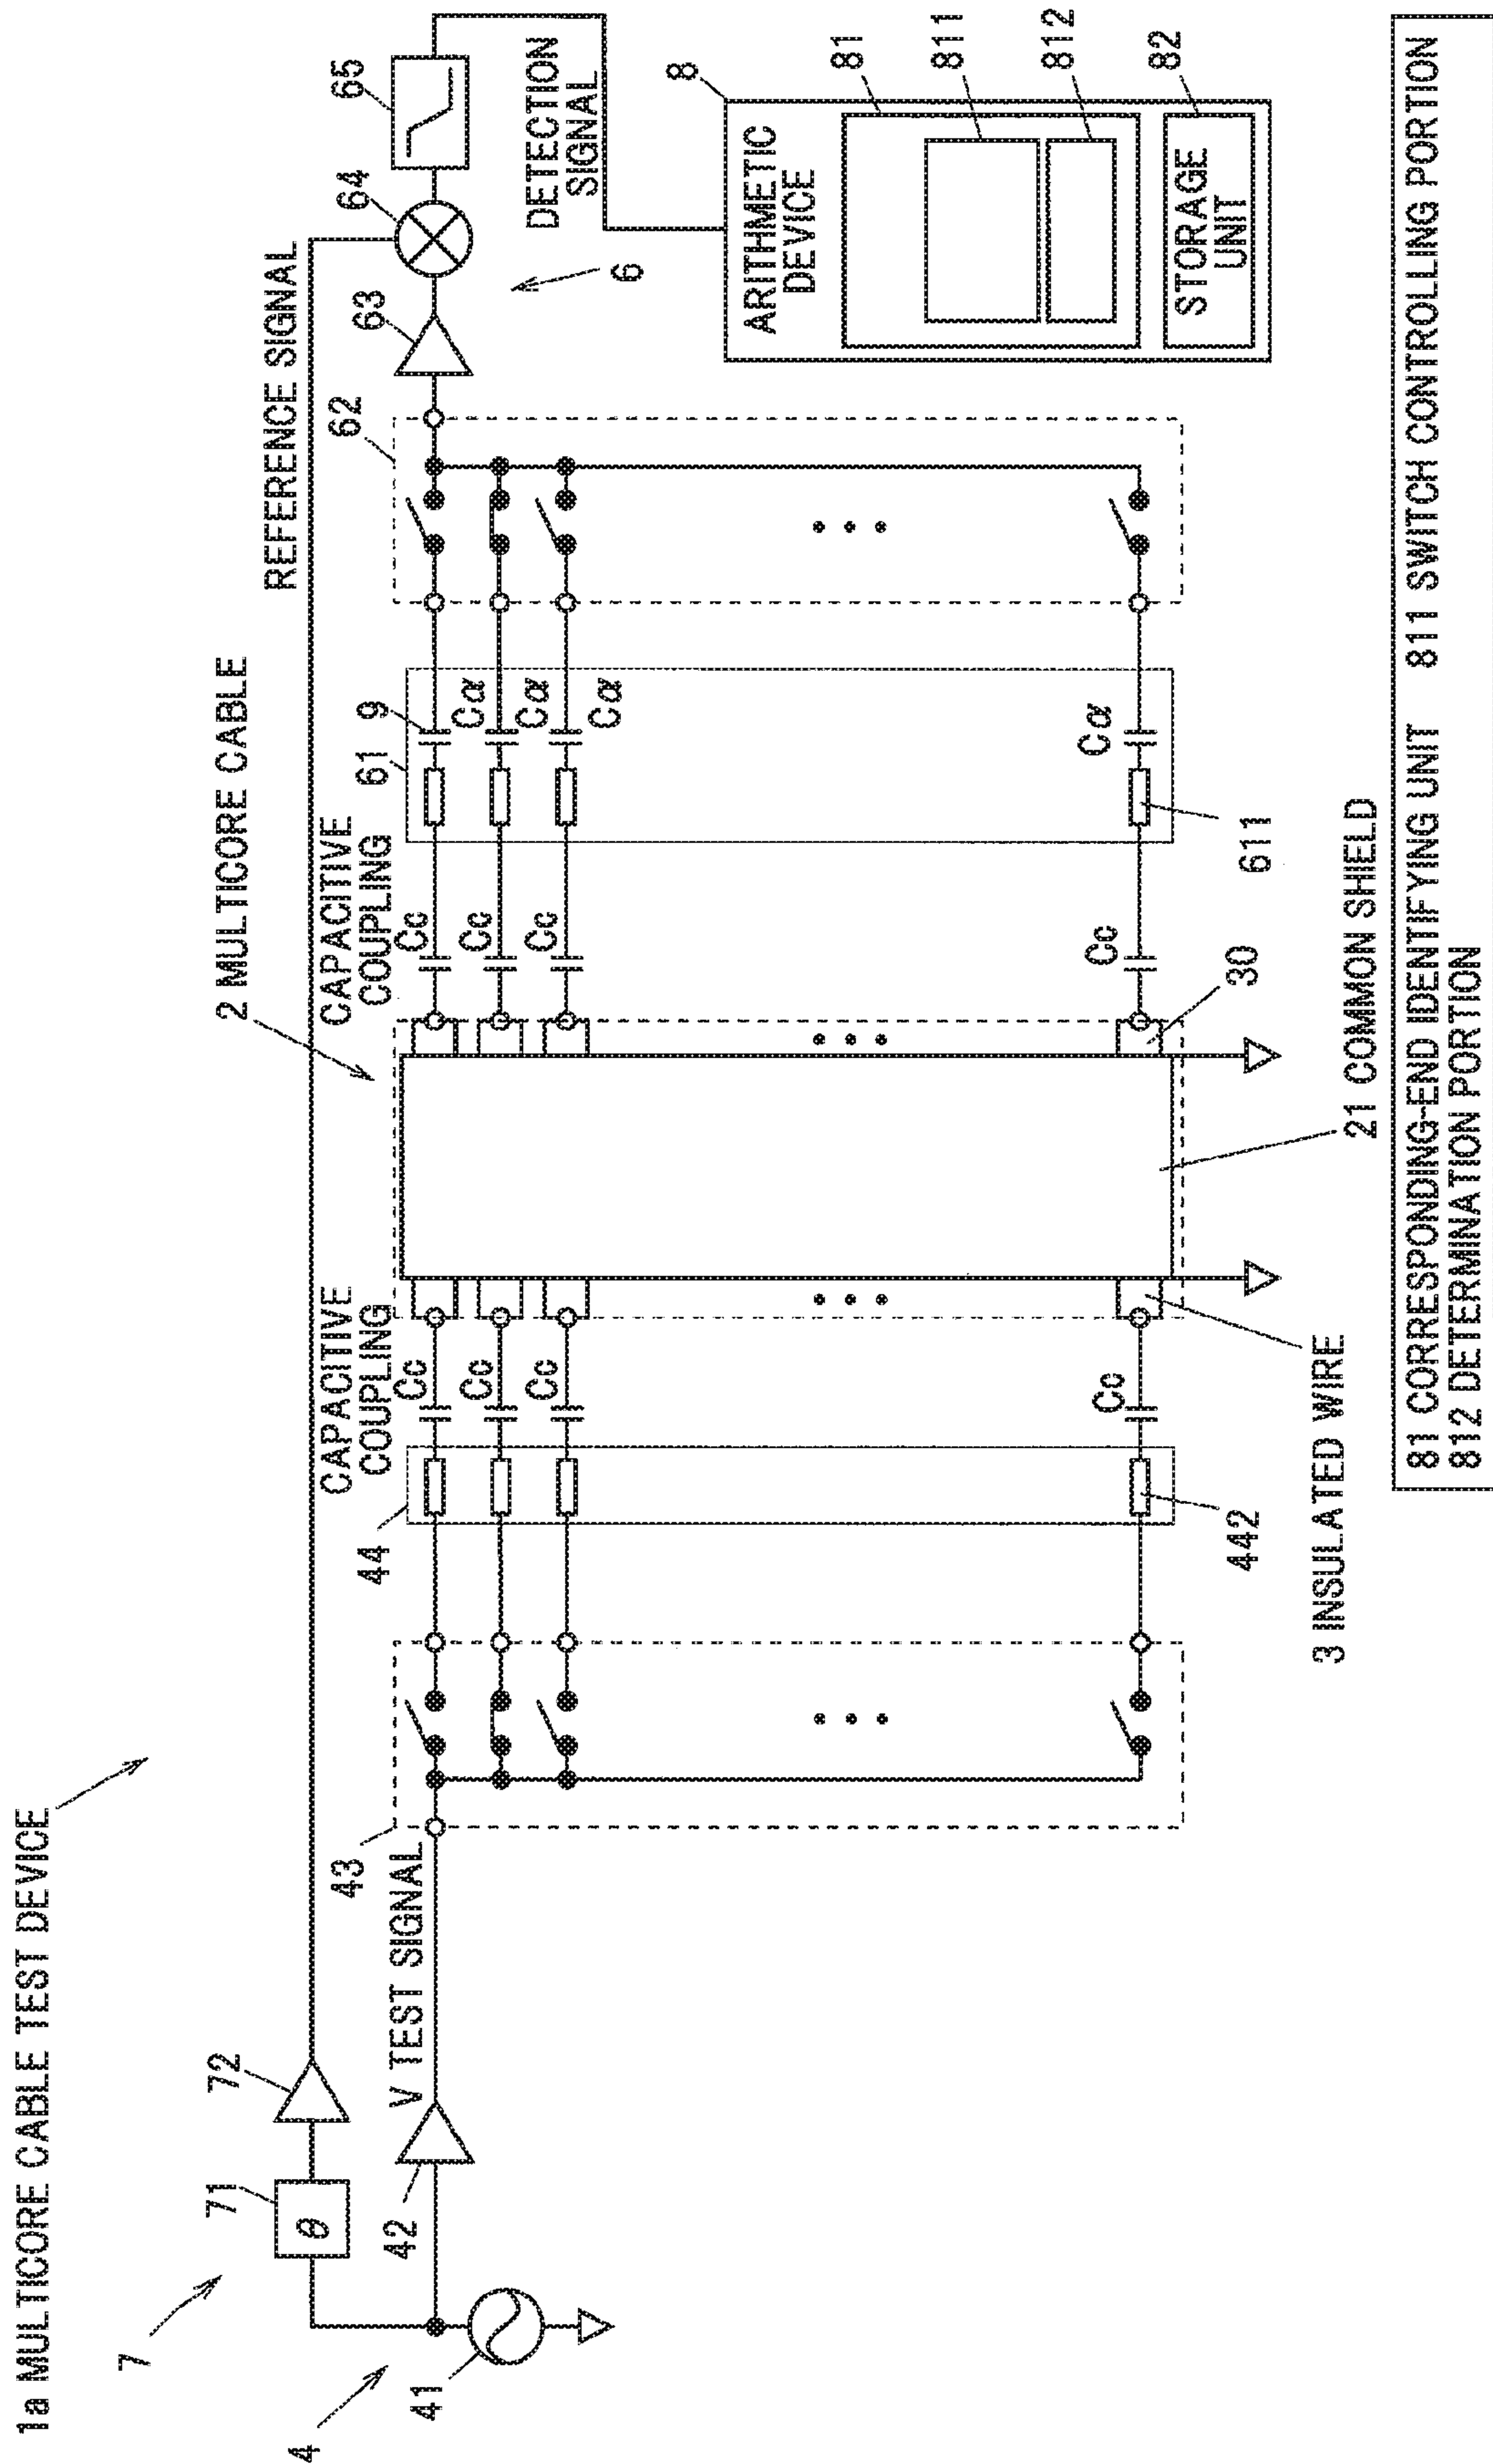 1a MULTICORE CABLE TEST DEVICE
7
71
θ
72
REFERENCE SIGNAL
4
41
42
V TEST SIGNAL
43
44
442
CAPACITIVE
COUPLING
Cc
Cc
Cc
Cc
3 INSULATED WIRE
2 MULTICORE CABLE
21 COMMON SHIELD
30
CAPACITIVE
COUPLING
Cc
Cc
Cc
Cc
61
9
Cα
Cα
Cα
Cα
611
62
63
64
65
6
DETECTION
SIGNAL
8
ARITHMETIC
DEVICE
81
811
812
82
STORAGE
UNIT
81 CORRESPONDING-END IDENTIFYING UNIT 811 SWITCH CONTROLLING PORTION
812 DETERMINATION PORTION